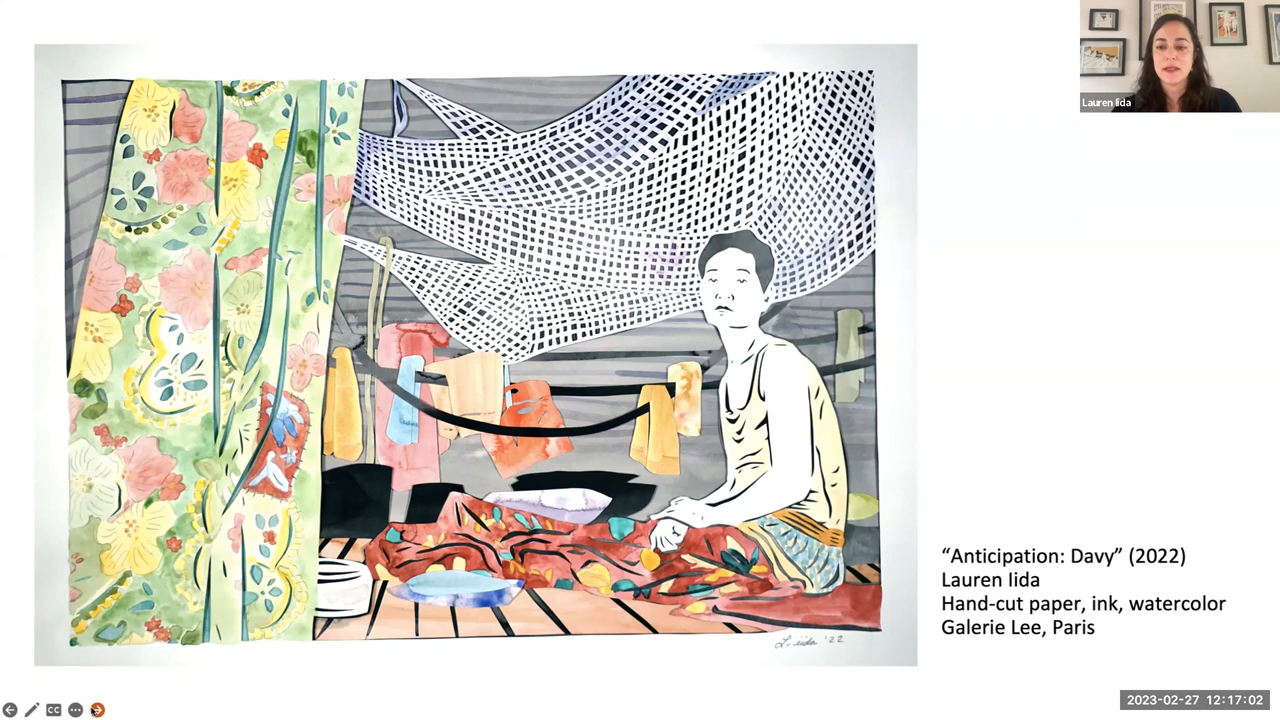 Lauren Iida
L. iida '22
“Anticipation: Davy” (2022)
Lauren Iida
Hand-cut paper, ink, watercolor
Galerie Lee, Paris
CC
2023-02-27 12:17:02